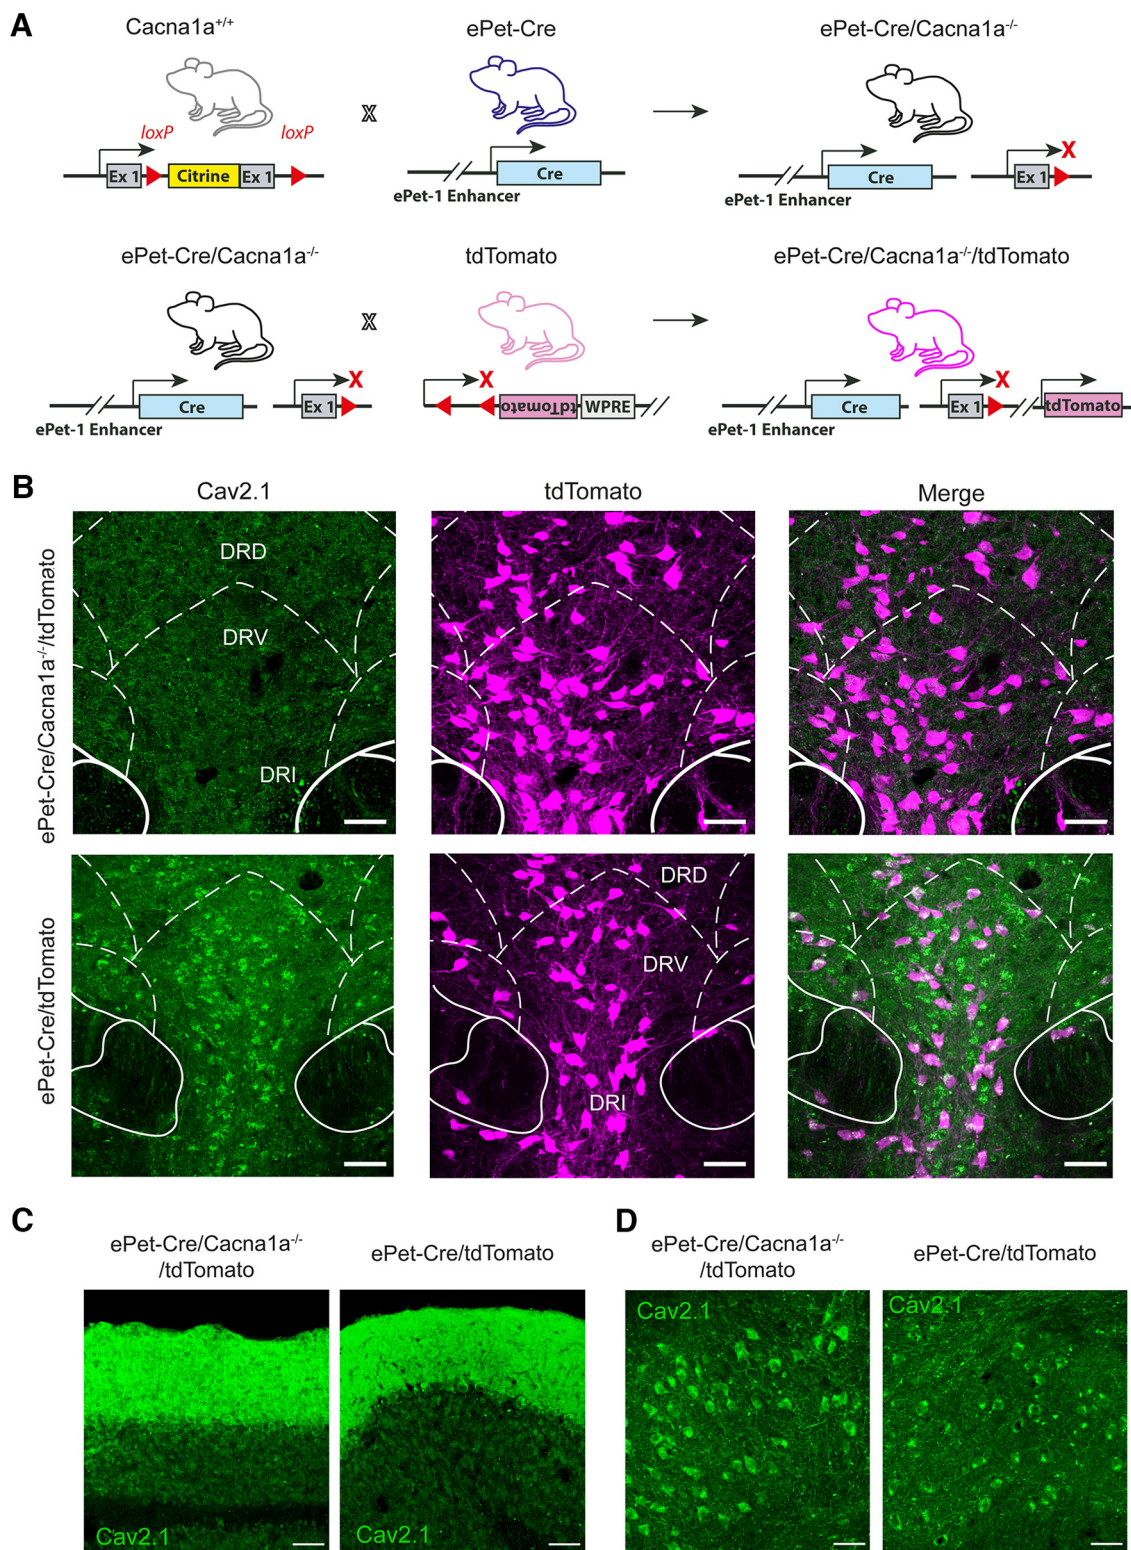 A
Cacna1a+/+
ePet-Cre
ePet-Cre/Cacna1a-/-
X
loxP
loxP
X
Ex 1
Citrine
Ex 1
Cre
ePet-1 Enhancer
Cre
ePet-1 Enhancer
Ex 1
ePet-Cre/Cacna1a-/-
tdTomato
ePet-Cre/Cacna1a-/-/tdTomato
X
X
X
X
Cre
ePet-1 Enhancer
Ex 1
tdTomato
WPRE
Cre
ePet-1 Enhancer
Ex 1
tdTomato
B
Cav2.1
tdTomato
Merge
ePet-Cre/Cacna1a-/-/tdTomato
DRD
DRV
DRI
ePet-Cre/tdTomato
DRD
DRV
DRI
C
ePet-Cre/Cacna1a-/-
/tdTomato
ePet-Cre/tdTomato
Cav2.1
Cav2.1
D
ePet-Cre/Cacna1a-/-
/tdTomato
ePet-Cre/tdTomato
Cav2.1
Cav2.1